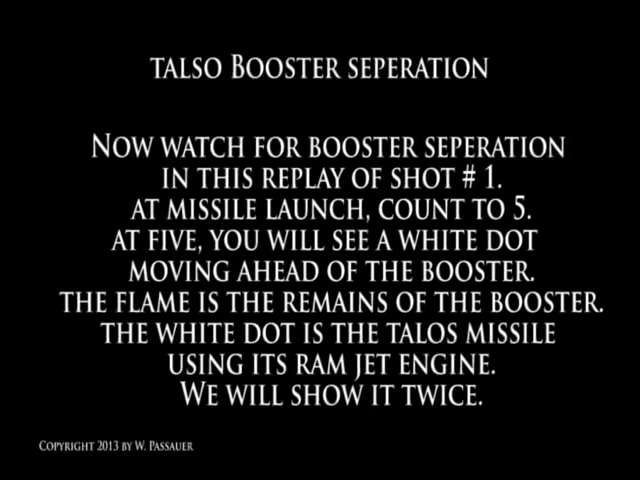 TALSO BOOSTER SEPERATION
NOW WATCH FOR BOOSTER SEPERATION
IN THIS REPLAY OF SHOT # 1.
AT MISSILE LAUNCH, COUNT TO 5.
AT FIVE, YOU WILL SEE A WHITE DOT
MOVING AHEAD OF THE BOOSTER.
THE FLAME IS THE REMAINS OF THE BOOSTER.
THE WHITE DOT IS THE TALOS MISSILE
USING ITS RAM JET ENGINE.
WE WILL SHOW IT TWICE.
COPYRIGHT 2013 BY W. PASSAUER